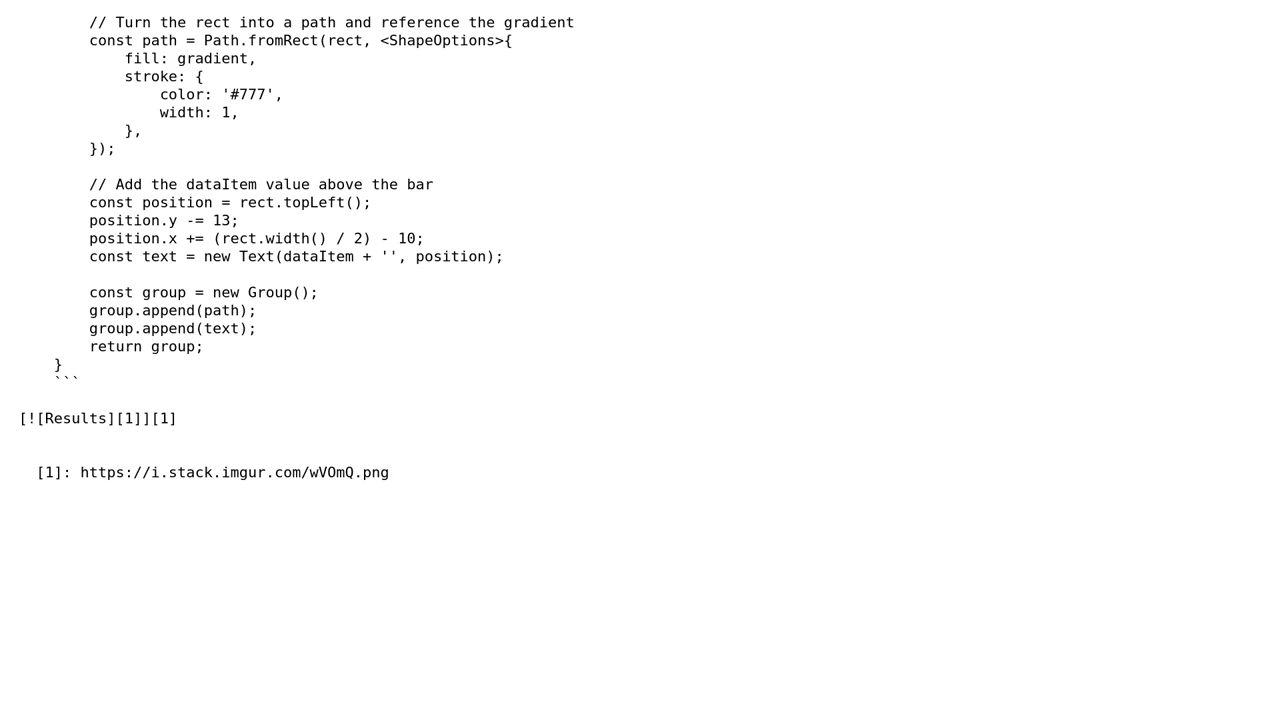 // Turn the rect into a path and reference the gradient
        const path = Path.fromRect(rect, <ShapeOptions>{
            fill: gradient,
            stroke: {
                color: '#777',
                width: 1,
            },
        });

        // Add the dataItem value above the bar
        const position = rect.topLeft();
        position.y -= 13;
        position.x += (rect.width() / 2) - 10;
        const text = new Text(dataItem + '', position);

        const group = new Group();
        group.append(path);
        group.append(text);
        return group;
    }
    ```

[![Results][1]][1]


  [1]: https://i.stack.imgur.com/wVOmQ.png